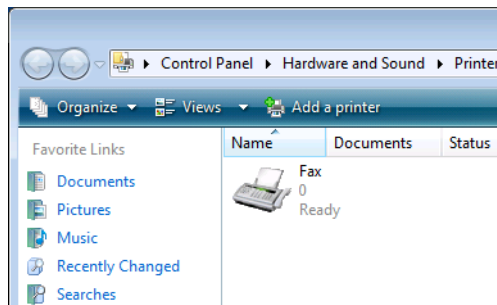 Control Panel Hardware and Sound Printer
Organize Views Add a printer
Favorite Links
Documents
Pictures
Music
Recently Changed
Searches
Name Documents Status
Fax
0
Ready